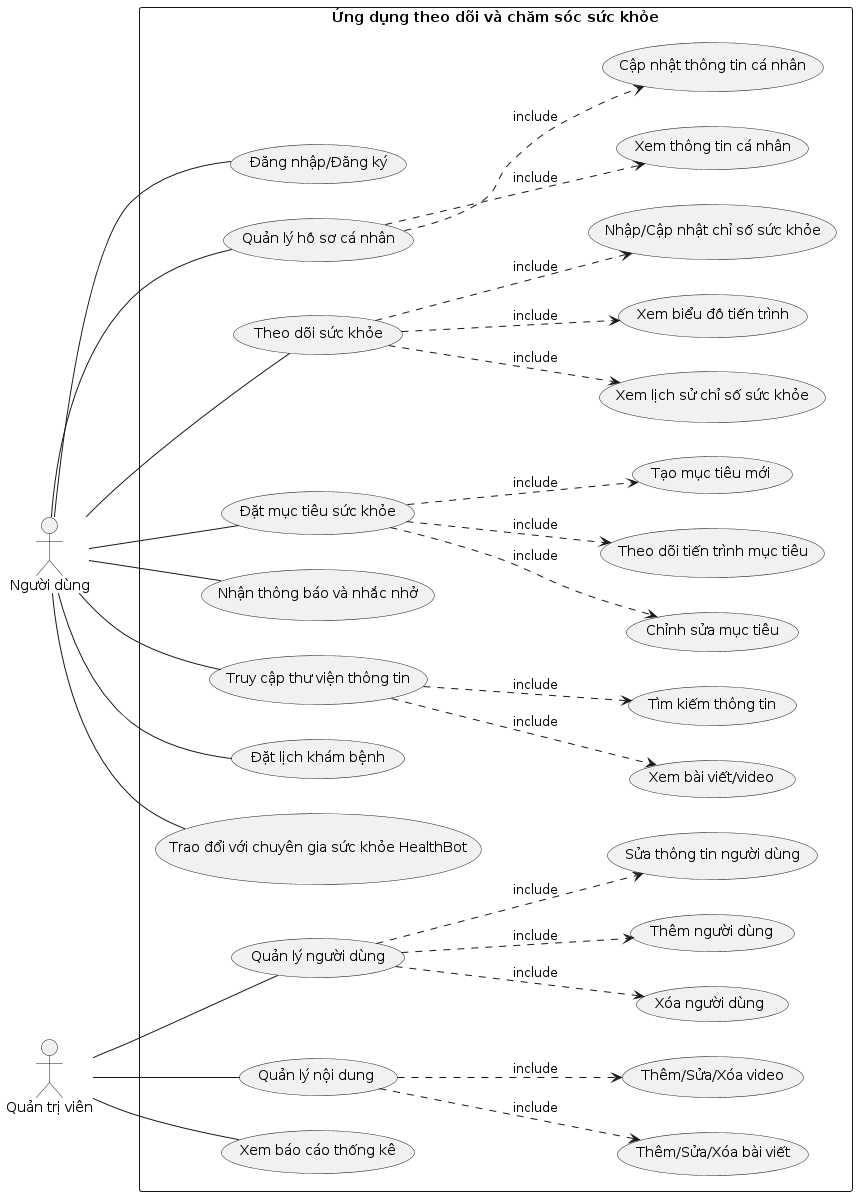 Ứng dụng theo dõi và chăm sóc sức khỏe
Cập nhật thông tin cá nhân
include
Xem thông tin cá nhân
Đăng nhập/Đăng ký
include
Nhập/Cập nhật chỉ số sức khỏe
Quản lý hồ sơ cá nhân
include
Xem biểu đồ tiến trình
include
Theo dõi sức khỏe
include
Xem lịch sử chỉ số sức khỏe
Tạo mục tiêu mới
include
Đặt mục tiêu sức khỏe
include
Theo dõi tiến trình mục tiêu
include
Người dùng
Nhận thông báo và nhắc nhở
Chỉnh sửa mục tiêu
Truy cập thư viện thông tin
include
Tìm kiếm thông tin
include
Đặt lịch khám bệnh
Xem bài viết/video
Trao đổi với chuyên gia sức khỏe HealthBot
Sửa thông tin người dùng
include
Thêm người dùng
include
Quản lý người dùng
include
Xóa người dùng
Quản trị viên
Quản lý nội dung
include
Thêm/Sửa/Xóa video
include
Xem báo cáo thống kê
Thêm/Sửa/Xóa bài viết